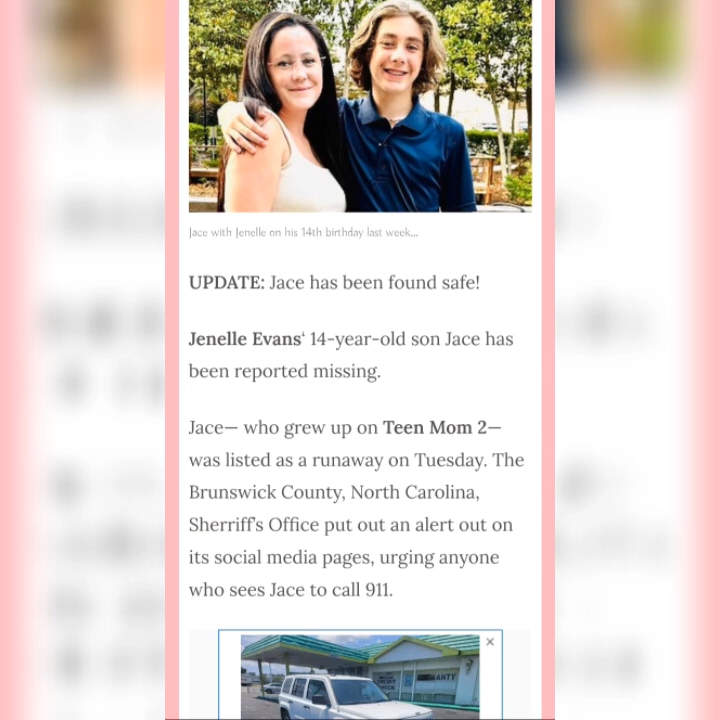 Jace with Jenelle on his 14th birthday last week...
UPDATE: Jace has been found safe!
Jenelle Evans‘ 14-year-old son Jace has
been reported missing.
Jace— who grew up on Teen Mom 2—
was listed as a runaway on Tuesday. The
Brunswick County, North Carolina,
Sherriff's Office put out an alert out on
its social media pages, urging anyone
who sees Jace to call 911.
ANTY